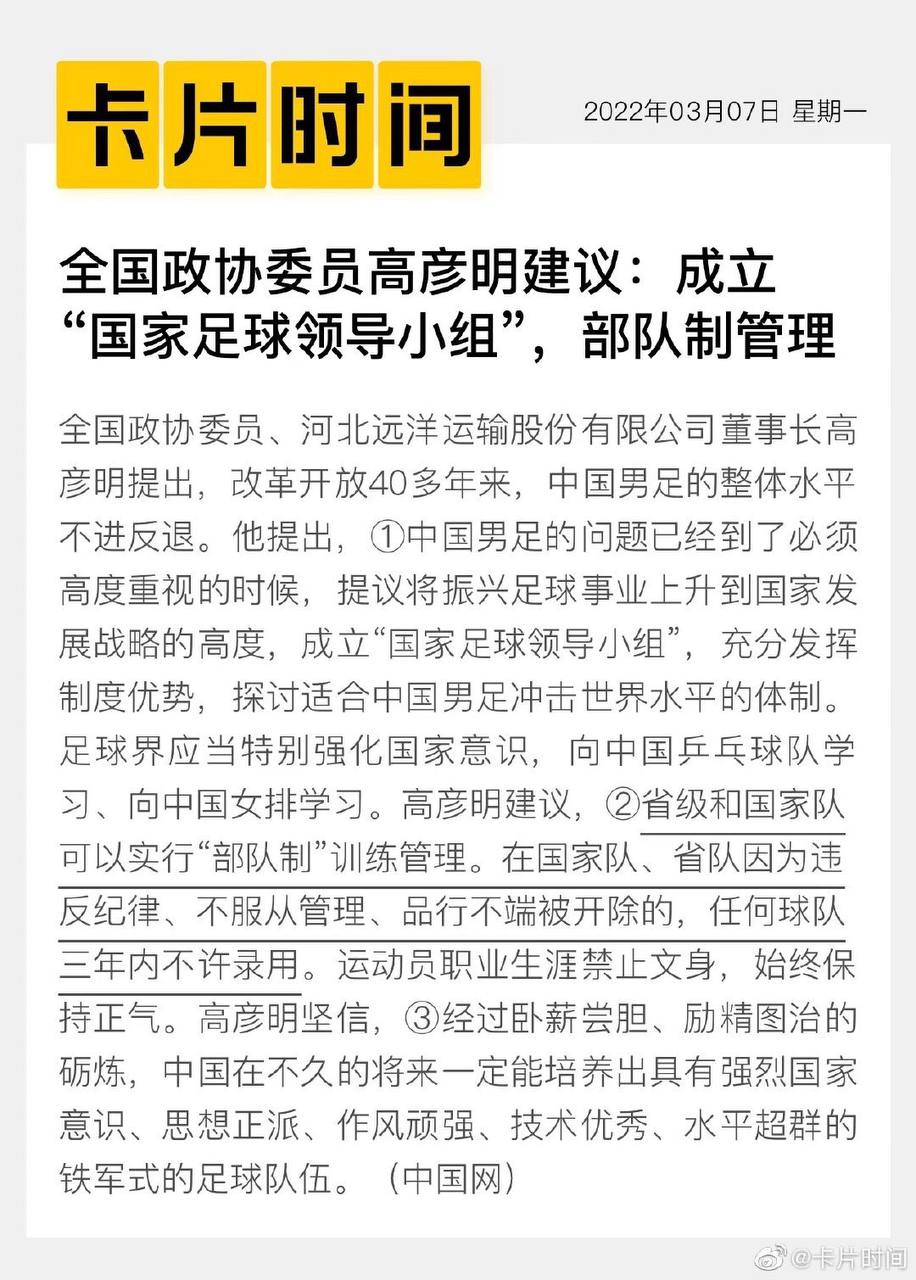 卡片时间
2022年03月07日 星期一
全国政协委员高彦明建议：成立
“国家足球领导小组”，部队制管理
全国政协委员、河北远洋运输股份有限公司董事长高
彦明提出，改革开放40多年来，中国男足的整体水平
不进反退。他提出，①中国男足的问题已经到了必须
高度重视的时候，提议将振兴足球事业上升到国家发
展战略的高度，成立“国家足球领导小组”，充分发挥
制度优势，探讨适合中国男足冲击世界水平的体制。
足球界应当特别强化国家意识，向中国乒乓球队学
习、向中国女排学习。高彦明建议，②省级和国家队
可以实行“部队制”训练管理。在国家队、省队因为违
反纪律、不服从管理、品行不端被开除的，任何球队
三年内不许录用。运动员职业生涯禁止文身，始终保
持正气。高彦明坚信，③经过卧薪尝胆、励精图治的
砺炼，中国在不久的将来一定能培养出具有强烈国家
意识、思想正派、作风顽强、技术优秀、水平超群的
铁军式的足球队伍。（中国网）
@卡片时间